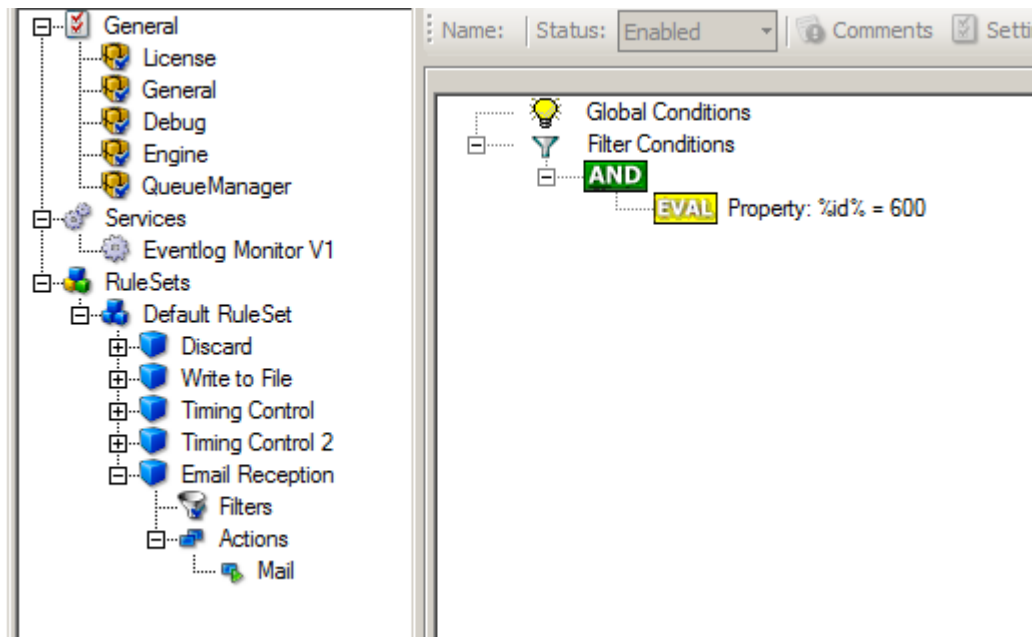 General
License
General
Debug
Engine
QueueManager
Services
Eventlog Monitor V1
RuleSets
Default RuleSet
Discard
Write to File
Timing Control
Timing Control 2
Email Reception
Filters
Actions
Mail
Name: Status: Enabled Comments Setti
Global Conditions
Filter Conditions
AND
EVAL Property: %id% = 600